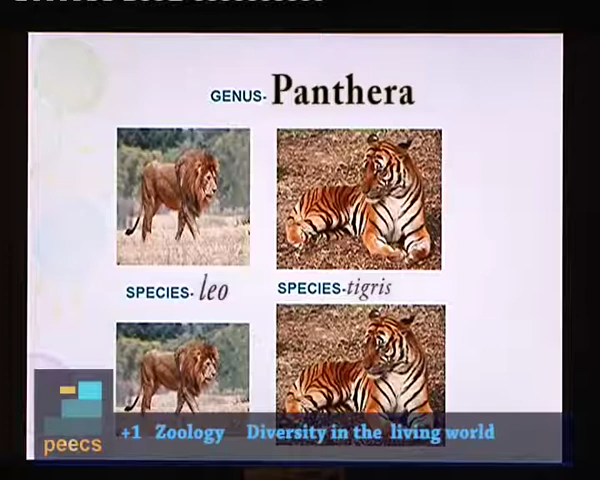 GENUS- Panthera
SPECIES- leo
SPECIES-tigris
peecs
+1 Zoology Diversity in the living world